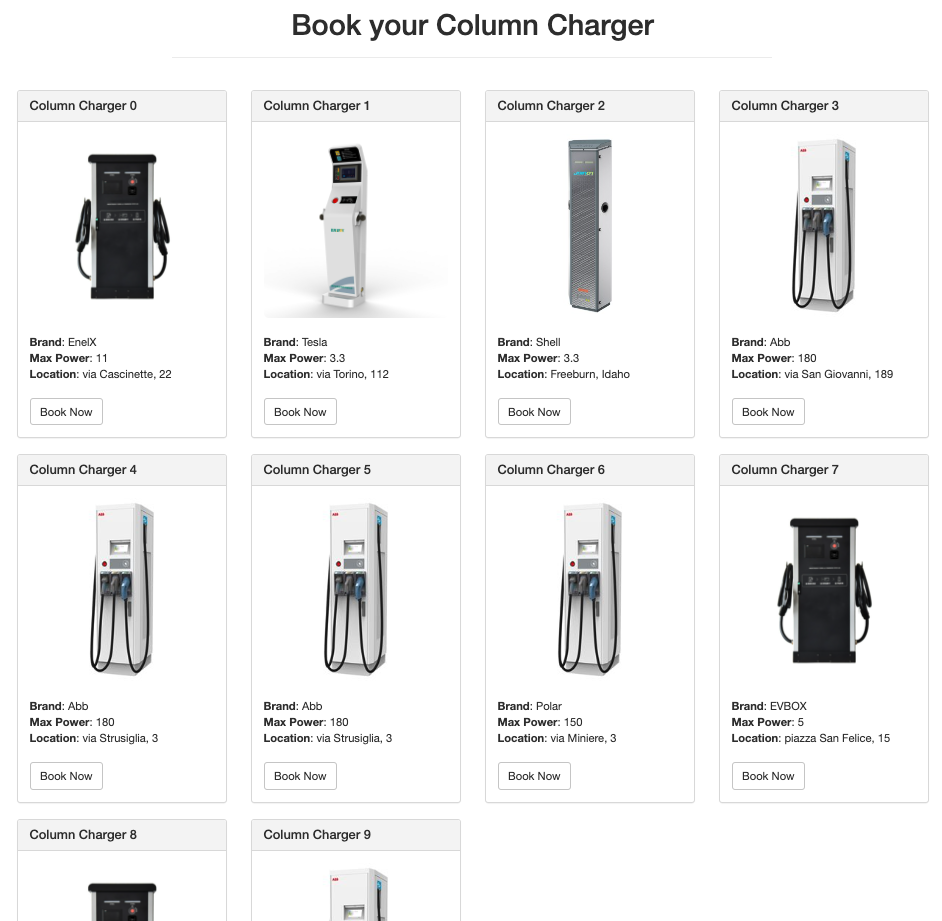 Book your Column Charger
Column Charger 0
Brand: EnelX
Max Power: 11
Location: via Cascinette, 22
Book Now
Column Charger 1
Brand: Tesla
Max Power: 3.3
Location: via Torino, 112
Book Now
Column Charger 2
Brand: Shell
Max Power: 3.3
Location: Freeburn, Idaho
Book Now
Column Charger 3
ABB
Brand: Abb
Max Power: 180
Location: via San Giovanni, 189
Book Now
Column Charger 4
ABB
Brand: Abb
Max Power: 180
Location: via Strusiglia, 3
Book Now
Column Charger 5
ABB
Brand: Abb
Max Power: 180
Location: via Strusiglia, 3
Book Now
Column Charger 6
ABB
Brand: Polar
Max Power: 150
Location: via Miniere, 3
Book Now
Column Charger 7
Brand: EVBOX
Max Power: 5
Location: piazza San Felice, 15
Book Now
Column Charger 8
Column Charger 9
ABB